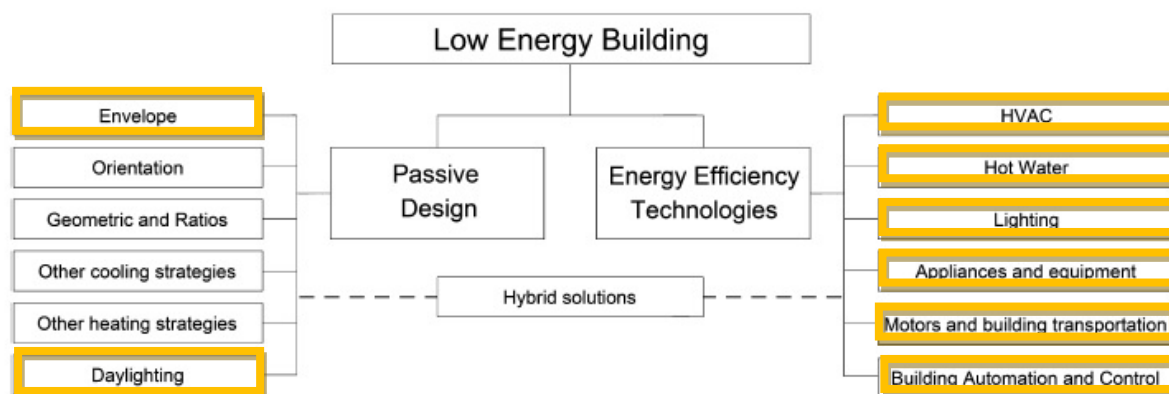 Low Energy Building
Envelope
Orientation
Geometric and Ratios
Other cooling strategies
Other heating strategies
Daylighting
Passive
Design
Energy Efficiency
Technologies
Hybrid solutions
HVAC
Hot Water
Lighting
Appliances and equipment
Motors and building transportation
Building Automation and Control